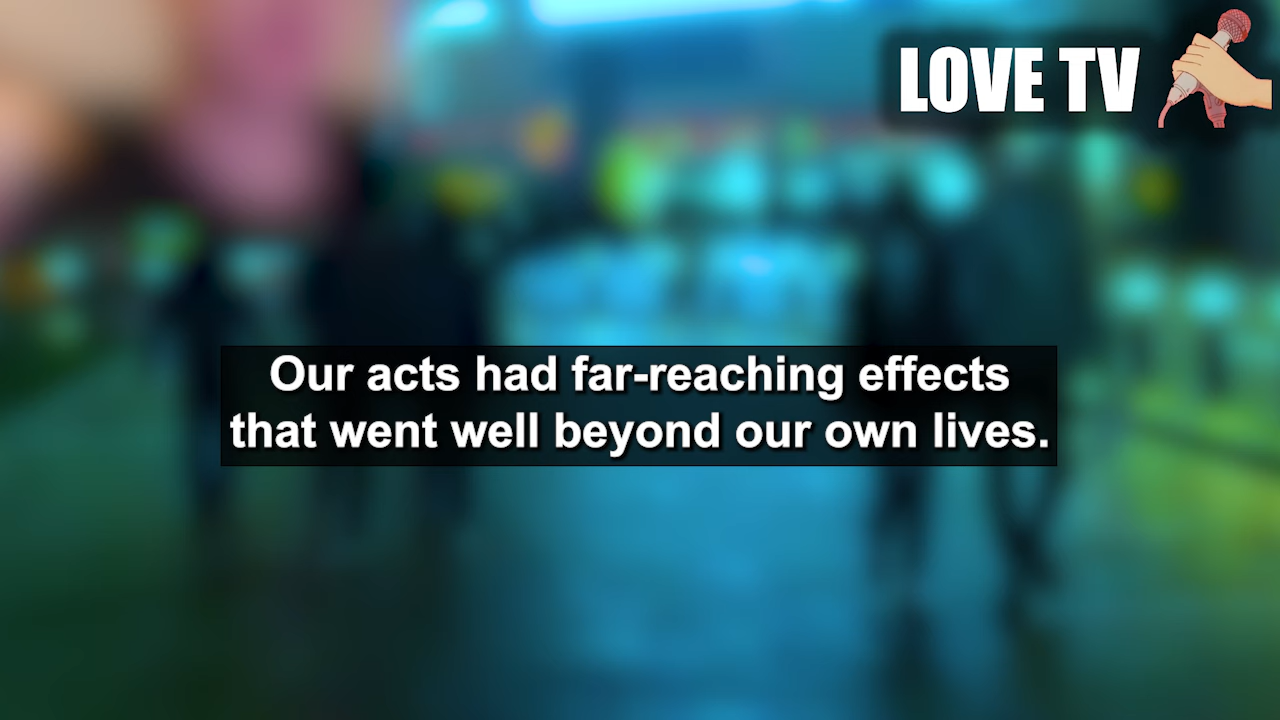 LOVE TV
Our acts had far-reaching effects
that went well beyond our own lives.